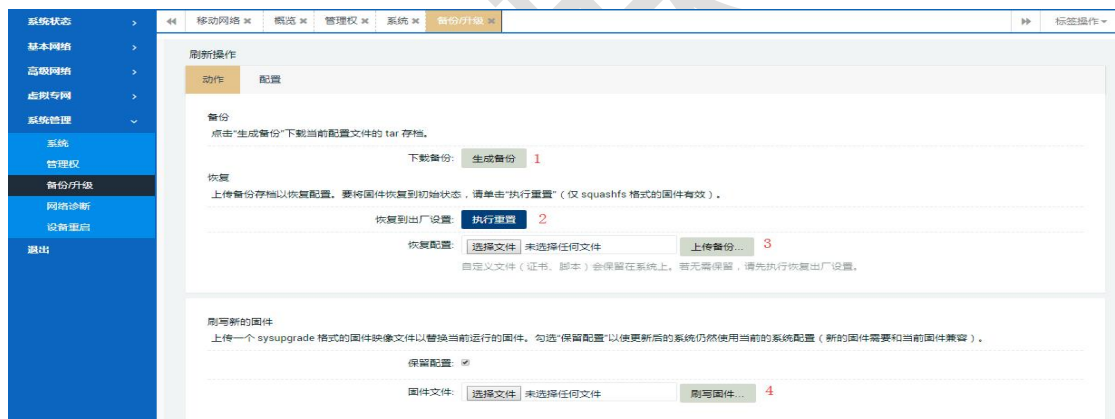 系统状态 >
移动网络 × 概览 × 管理权 × 系统 × 备份/升级 × 标签操作
基本网络 >
高级网络 >
虚拟专网 >
系统管理
系统
管理权
备份/升级
网络诊断
设备重启
退出
刷新操作
动作 配置
备份
点击“生成备份”下载当前配置文件的 tar 存档。
下载备份: 生成备份 1
恢复
上传备份存档以恢复配置。要将固件恢复到初始状态，请单击“执行重置”（仅 squashfs 格式的固件有效）。
恢复到出厂设置: 执行重置 2
恢复配置: 选择文件 未选择任何文件 上传备份... 3
自定义文件（证书、脚本）会保留在系统上。若无需保留，请先执行恢复出厂设置。
刷写新的固件
上传一个 sysupgrade 格式的固件映像文件以替换当前运行的固件。勾选“保留配置”以使更新后的系统仍然使用当前的系统配置（新的固件需要和当前固件兼容）。
保留配置:
固件文件: 选择文件 未选择任何文件 刷写固件... 4